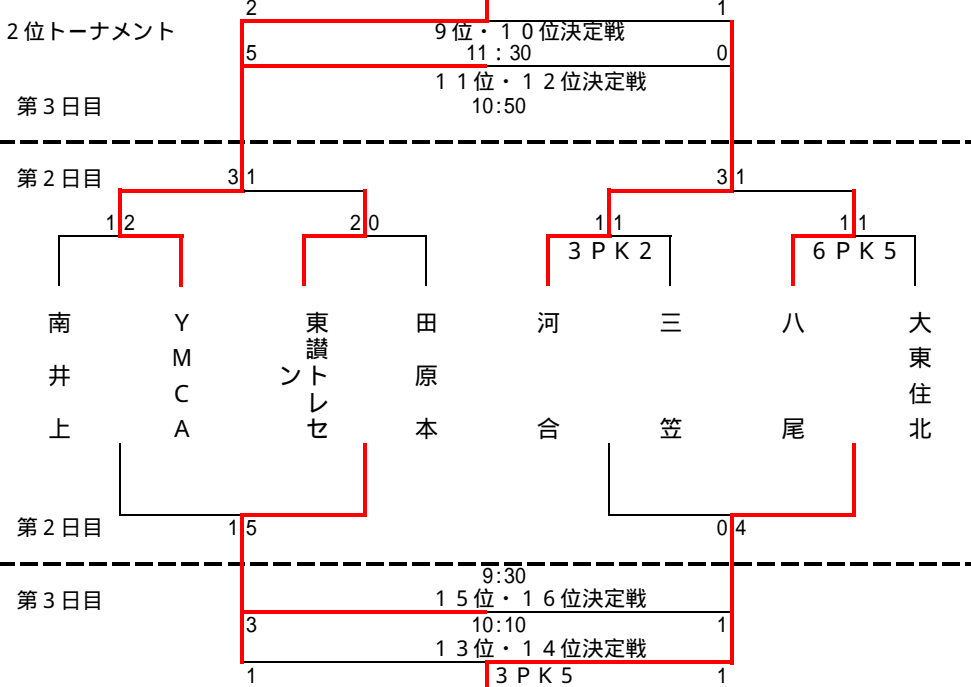 2 1
2位トーナメント 9位・10位決定戦
5 11:30 0
11位・12位決定戦
第3日目 10:50
第2日目 3 1 3 1
1 2 2 0 1 1 1 1
3PK2 6PK5
南井上
YMCA
東讃トレセン
田原本
河合
三笠
八尾
大東住北
第2日目 1 5 0 4
9:30
第3日目 15位・16位決定戦
3 10:10 1
13位・14位決定戦
1 3PK5 1